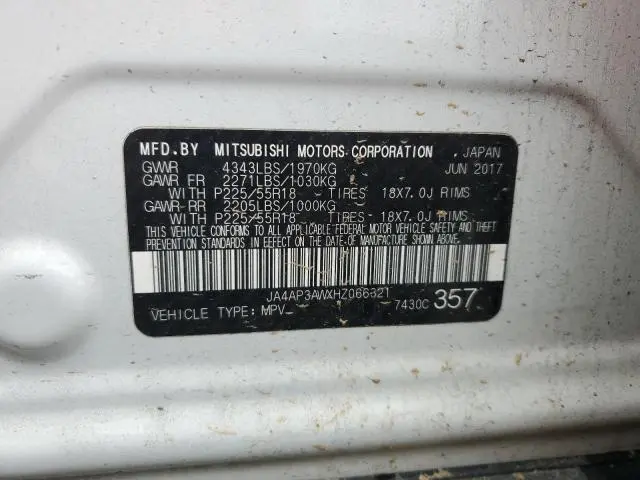 MFD.BY MITSUBISHI MOTORS CORPORATION . JAPAN
GVWR 4343LBS/1970KG JUN 2017
GAWR FR 2271LBS/1030KG
WITH P225/55R18 TIRES 18X7.0J RIMS
GAWR RR 2205LBS/1000KG
WITH P225/55R18 TIRES 18X7.0J RIMS
THIS VEHICLE CONFORMS TO ALL APPLICABLE FEDERAL MOTOR VEHICLE SAFETY AND THEFT
PREVENTION STANDARDS IN EFFECT ON THE DATE OF MANUFACTURE SHOWN ABOVE.
JA4AP3AWXHZ066321
VEHICLE TYPE: MPV 7430C 357